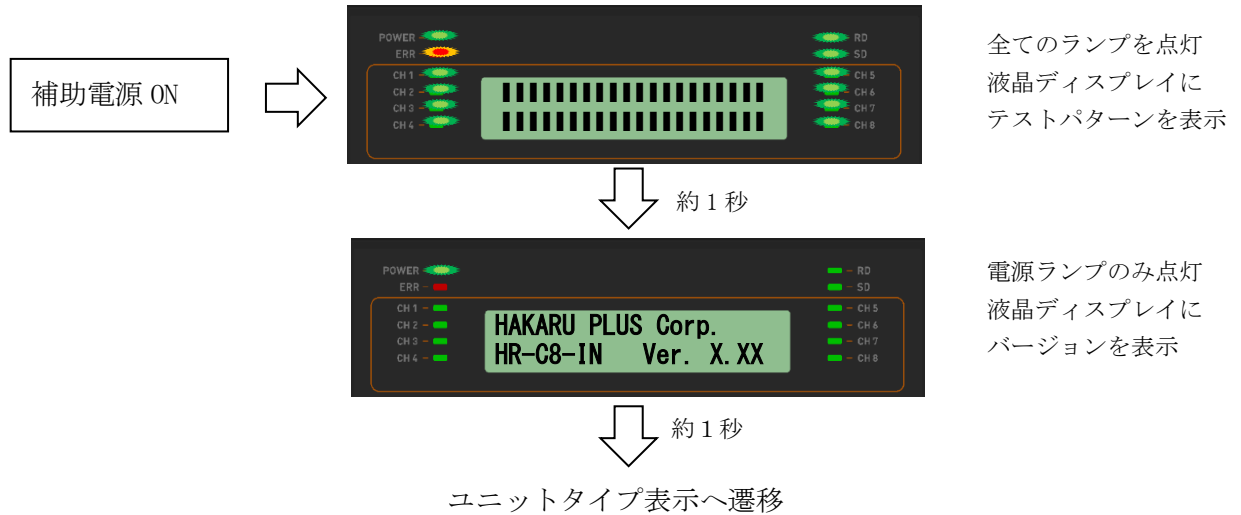 補助電源 ON
POWER
ERR
CH 1
CH 2
CH 3
CH 4
RD
SD
CH 5
CH 6
CH 7
CH 8
全てのランプを点灯
液晶ディスプレイに
テストパターンを表示
約１秒
POWER
ERR
CH 1
CH 2
CH 3
CH 4
HAKARU PLUS Corp.
HR-C8-IN Ver. X.XX
RD
SD
CH 5
CH 6
CH 7
CH 8
電源ランプのみ点灯
液晶ディスプレイに
バージョンを表示
約１秒
ユニットタイプ表示へ遷移